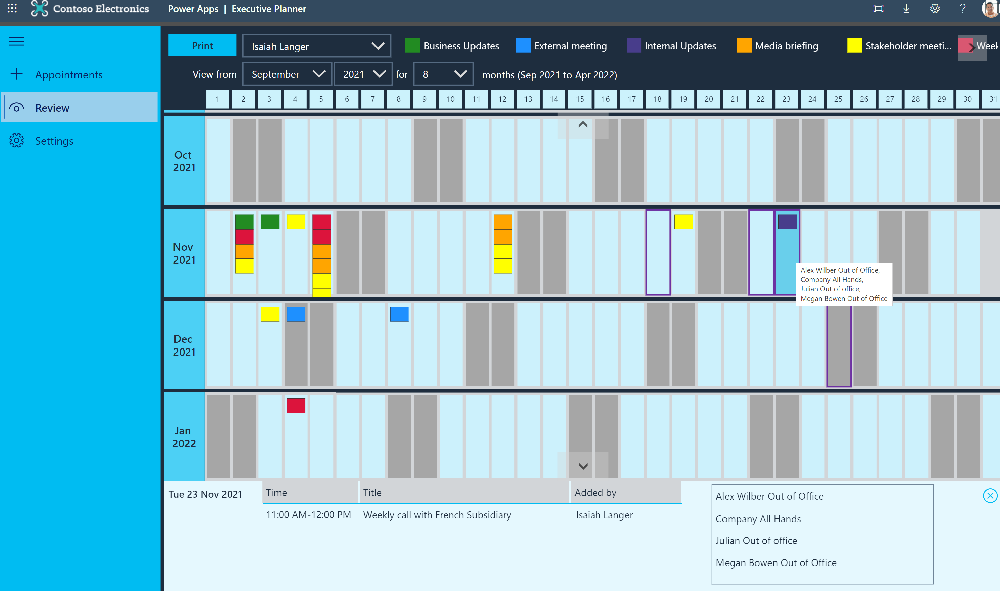 Contoso Electronics Power Apps | Executive Planner ?
Print Isaiah Langer Business Updates External meeting Internal Updates Media briefing Stakeholder meeti...
View from September 2021 for 8 months (Sep 2021 to Apr 2022)
Appointments
Review
Settings
1 2 3 4 5 6 7 8 9 10 11 12 13 14 15 16 17 18 19 20 21 22 23 24 25 26 27 28 29 30 31
Oct
2021
Nov
2021
Alex Wilber Out of Office,
Company All Hands,
Julian Out of office,
Megan Bowen Out of Office
Dec
2021
Jan
2022
Tue 23 Nov 2021 Time Title Added by
11:00 AM-12:00 PM Weekly call with French Subsidiary Isaiah Langer
Alex Wilber Out of Office
Company All Hands
Julian Out of office
Megan Bowen Out of Office